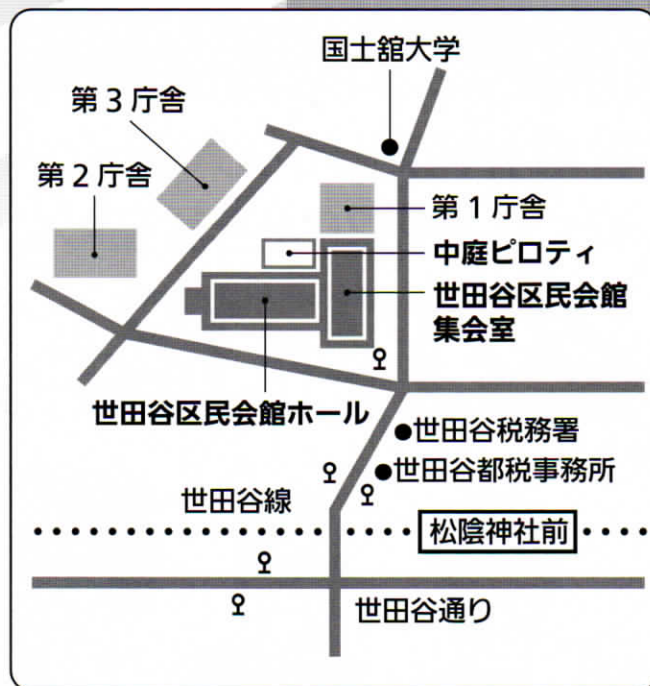 国士舘大学
第3庁舎
第2庁舎
第1庁舎
中庭ピロティ
世田谷区民会館
集会室
世田谷区民会館ホール
世田谷税務署
世田谷都税事務所
世田谷線
松陰神社前
世田谷通り